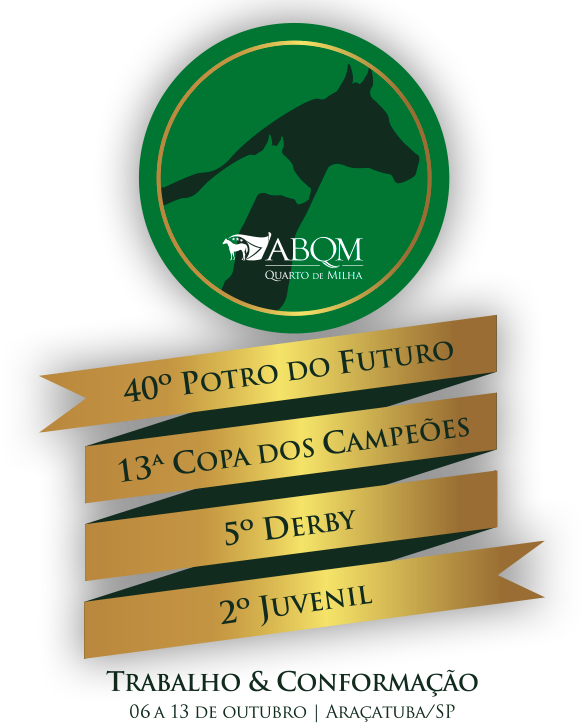 ABQM
Quarto de Milha
40º Potro do Futuro
13ª Copa dos Campeões
5º Derby
2º Juvenil
Trabalho & Conformação
06 a 13 de outubro | Araçatuba/SP